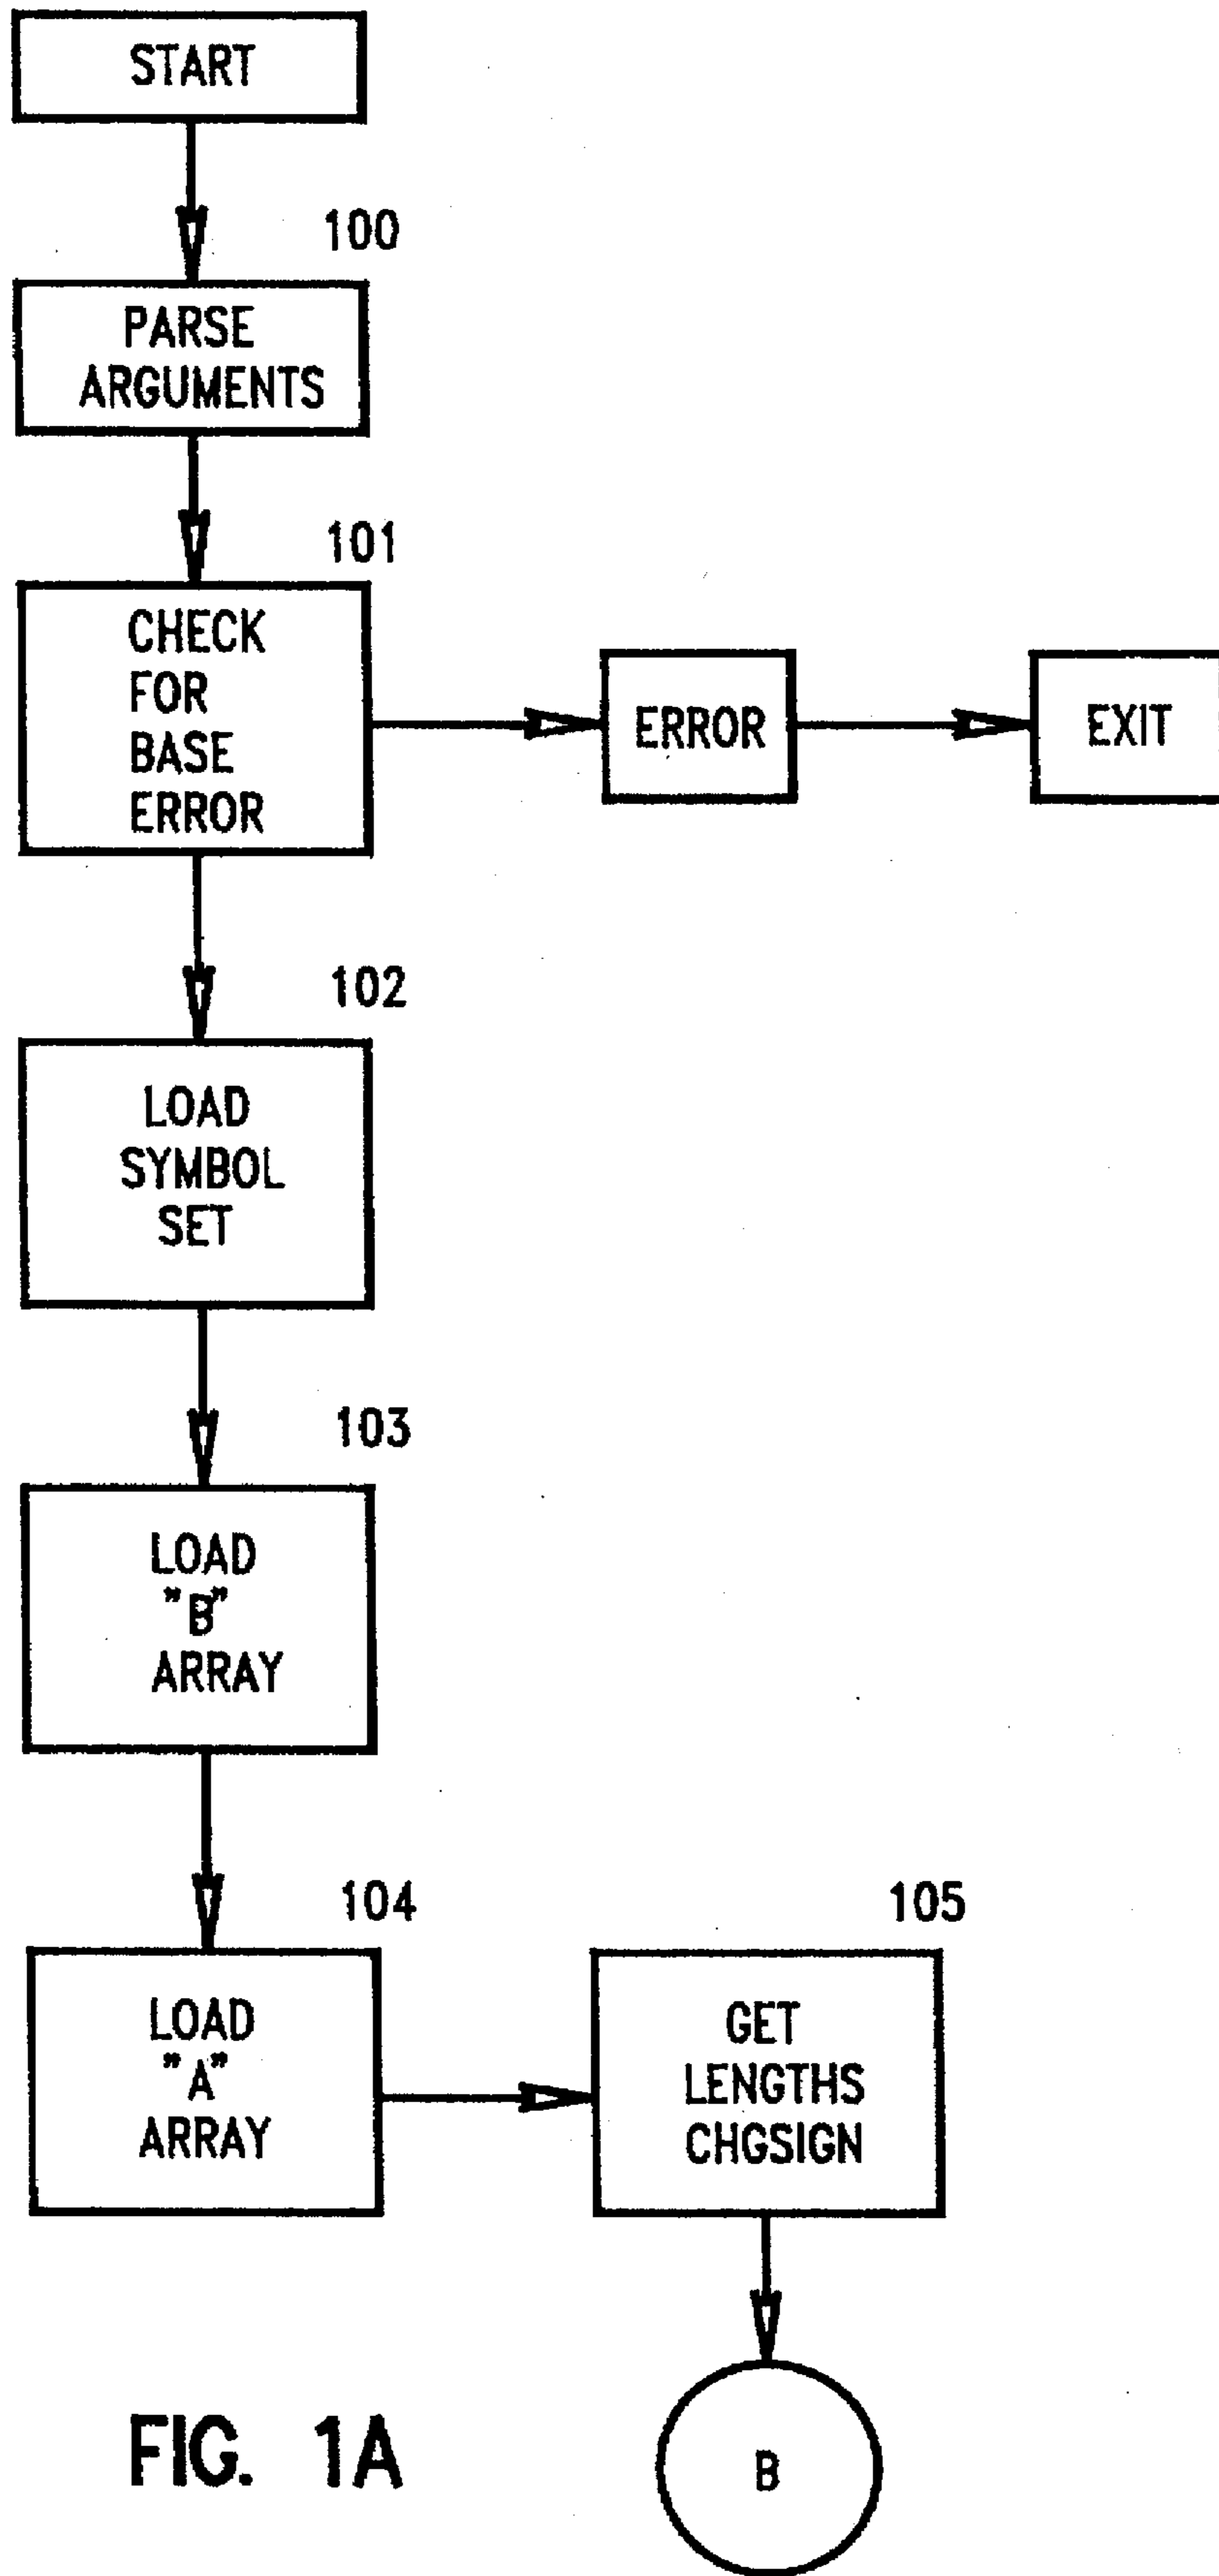 START
100
PARSE
ARGUMENTS
101
CHECK
FOR
BASE
ERROR
ERROR
EXIT
102
LOAD
SYMBOL
SET
103
LOAD
"B"
ARRAY
104
LOAD
"A"
ARRAY
105
GET
LENGTHS
CHGSIGN
B
FIG. 1A